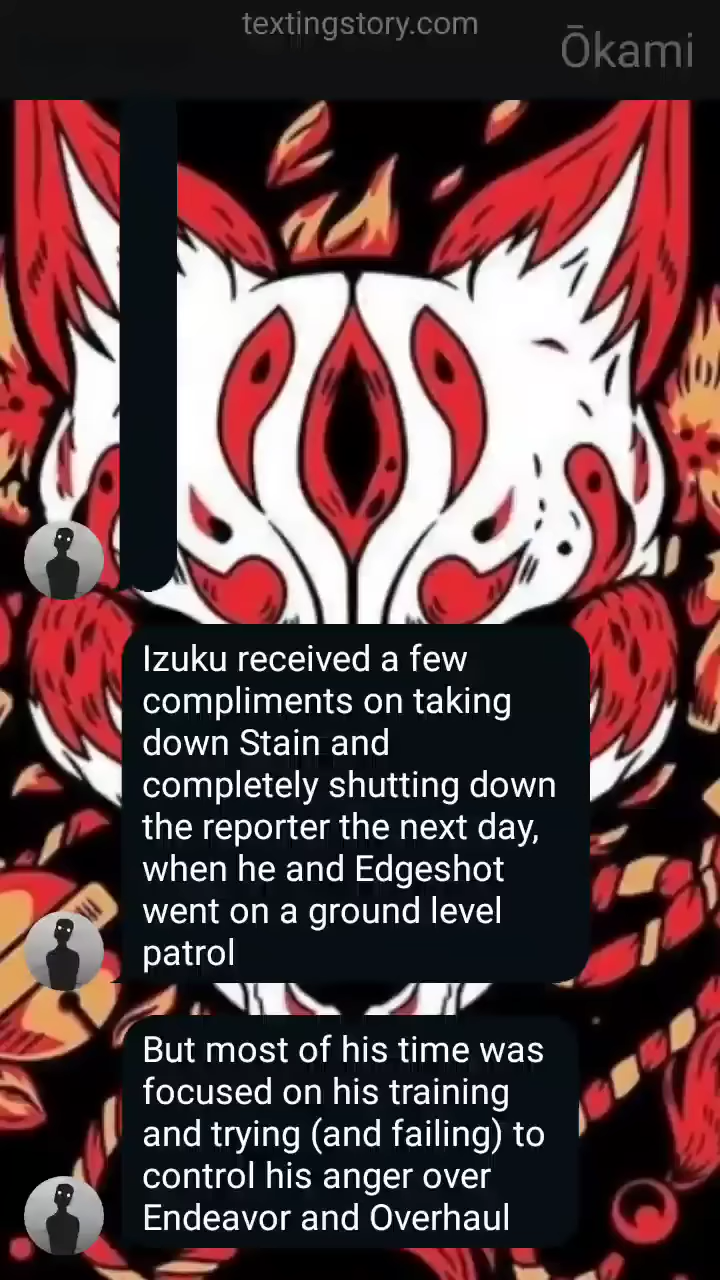 textingstory.com
Ōkami
Izuku received a few
compliments on taking
down Stain and
completely shutting down
the reporter the next day,
when he and Edgeshot
went on a ground level
patrol
But most of his time was
focused on his training
and trying (and failing) to
control his anger over
Endeavor and Overhaul